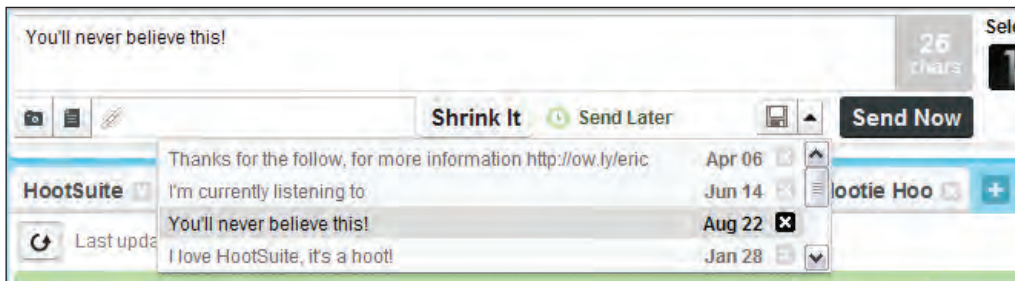 You'll never believe this!
26
chars
Sele
Shrink It Send Later Send Now
Thanks for the follow, for more information http://ow.ly/eric Apr 06
I'm currently listening to Jun 14
You'll never believe this! Aug 22
I love HootSuite, it's a hoot! Jan 28
HootSuite ootie Hoo
Last upda